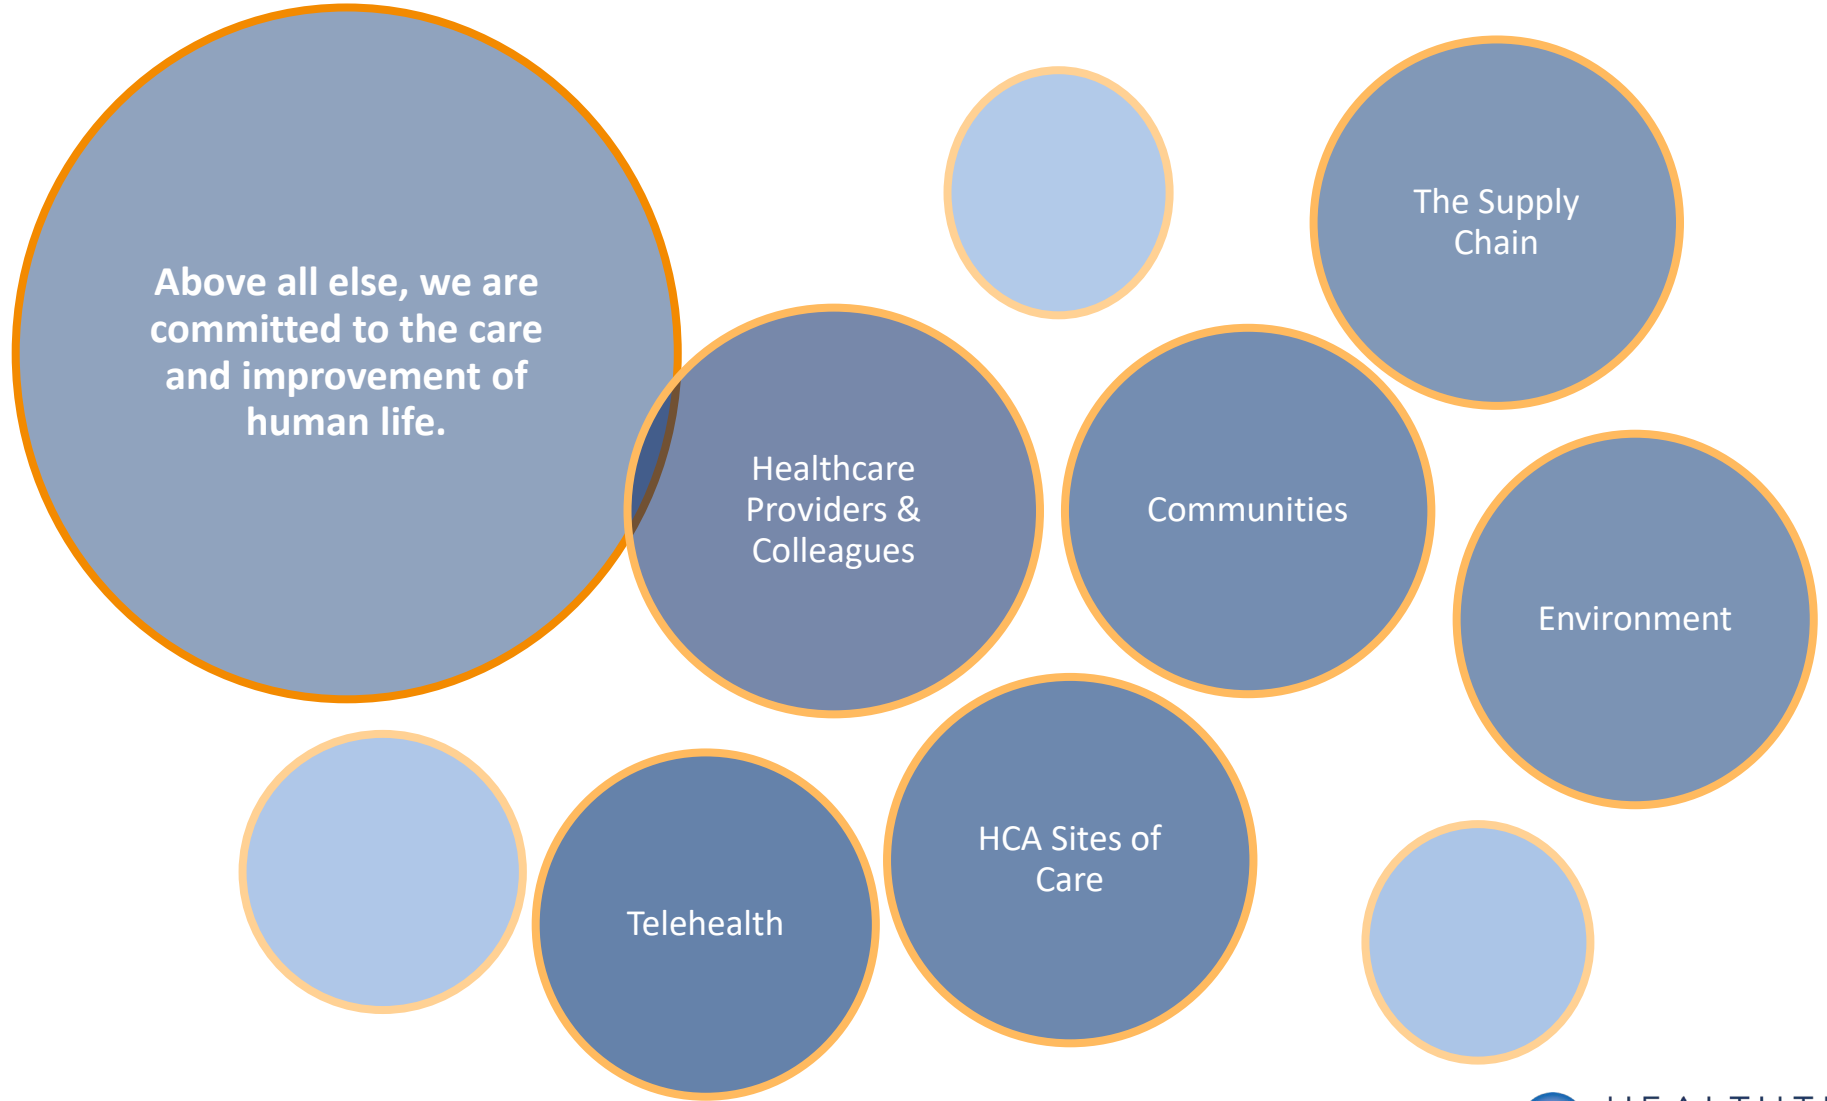 Above all else, we are
committed to the care
and improvement of
human life.
The Supply
Chain
Healthcare
Providers &
Colleagues
Communities
Environment
HCA Sites of
Care
Telehealth